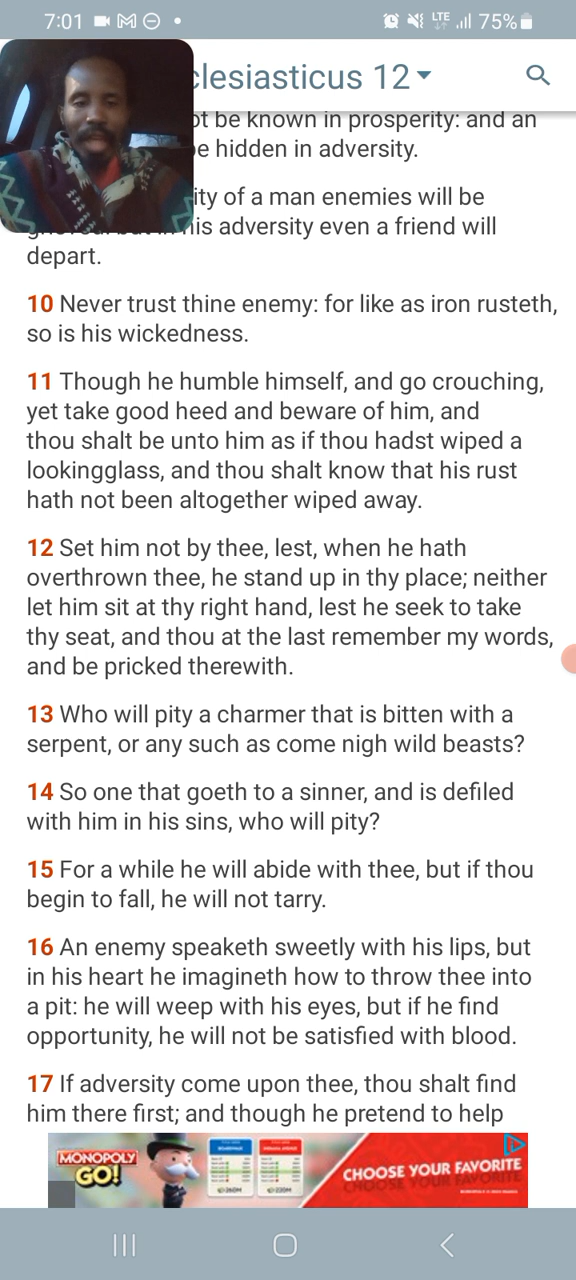 7:01
LTE
75%
clesiasticus 12
ot be known in prosperity: and an
e hidden in adversity.
ity of a man enemies will be
his adversity even a friend will
depart.
10 Never trust thine enemy: for like as iron rusteth,
so is his wickedness.
11 Though he humble himself, and go crouching,
yet take good heed and beware of him, and
thou shalt be unto him as if thou hadst wiped a
lookingglass, and thou shalt know that his rust
hath not been altogether wiped away.
12 Set him not by thee, lest, when he hath
overthrown thee, he stand up in thy place; neither
let him sit at thy right hand, lest he seek to take
thy seat, and thou at the last remember my words,
and be pricked therewith.
13 Who will pity a charmer that is bitten with a
serpent, or any such as come nigh wild beasts?
14 So one that goeth to a sinner, and is defiled
with him in his sins, who will pity?
15 For a while he will abide with thee, but if thou
begin to fall, he will not tarry.
16 An enemy speaketh sweetly with his lips, but
in his heart he imagineth how to throw thee into
a pit: he will weep with his eyes, but if he find
opportunity, he will not be satisfied with blood.
17 If adversity come upon thee, thou shalt find
him there first; and though he pretend to help
MONOPOLY
GO!
CHOOSE YOUR FAVORITE